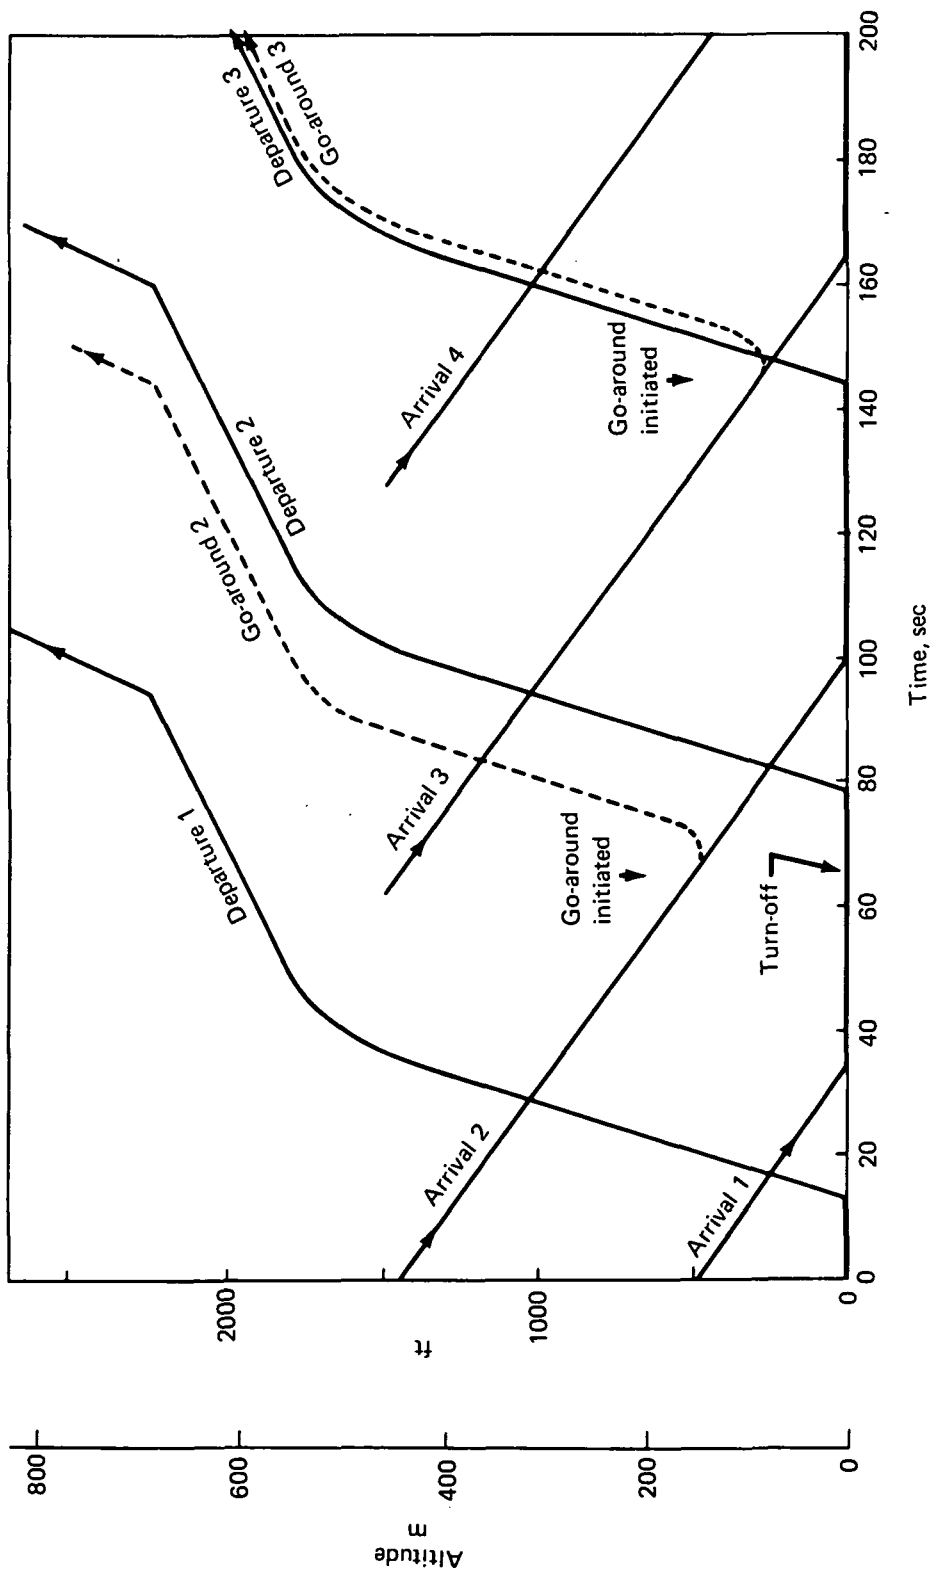 Altitude
m
800
600
400
200
0
ft
2000
1000
0
Departure 1
Go-around 2
Departure 2
Departure 3
Go-around 3
Arrival 1
Arrival 2
Arrival 3
Arrival 4
Go-around
initiated
Go-around
initiated
Turn-off
0
20
40
60
80
100
120
140
160
180
200
Time, sec